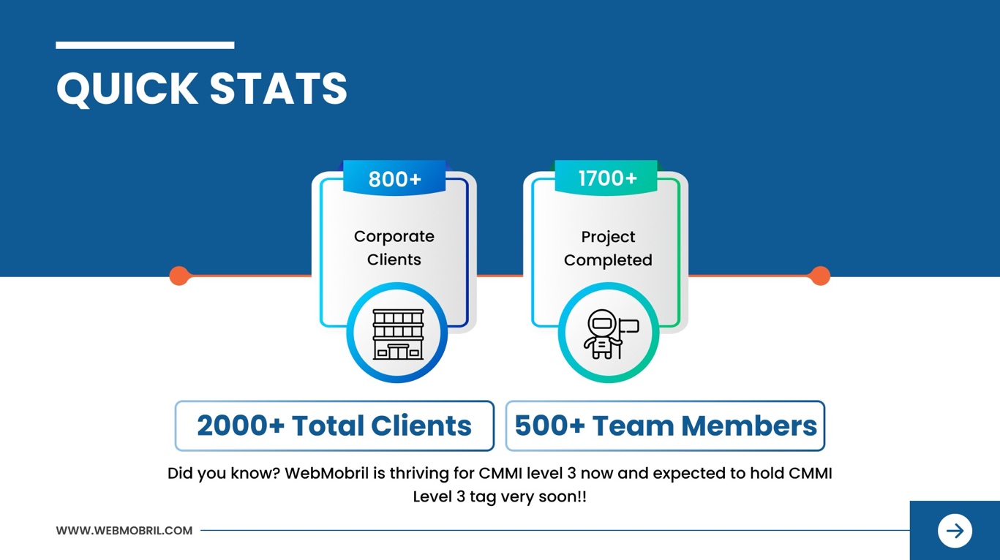 QUICK STATS
800+
Corporate
Clients
1700+
Project
Completed
2000+ Total Clients
500+ Team Members
Did you know? WebMobril is thriving for CMMI level 3 now and expected to hold CMMI
Level 3 tag very soon!!
WWW.WEBMOBRIL.COM